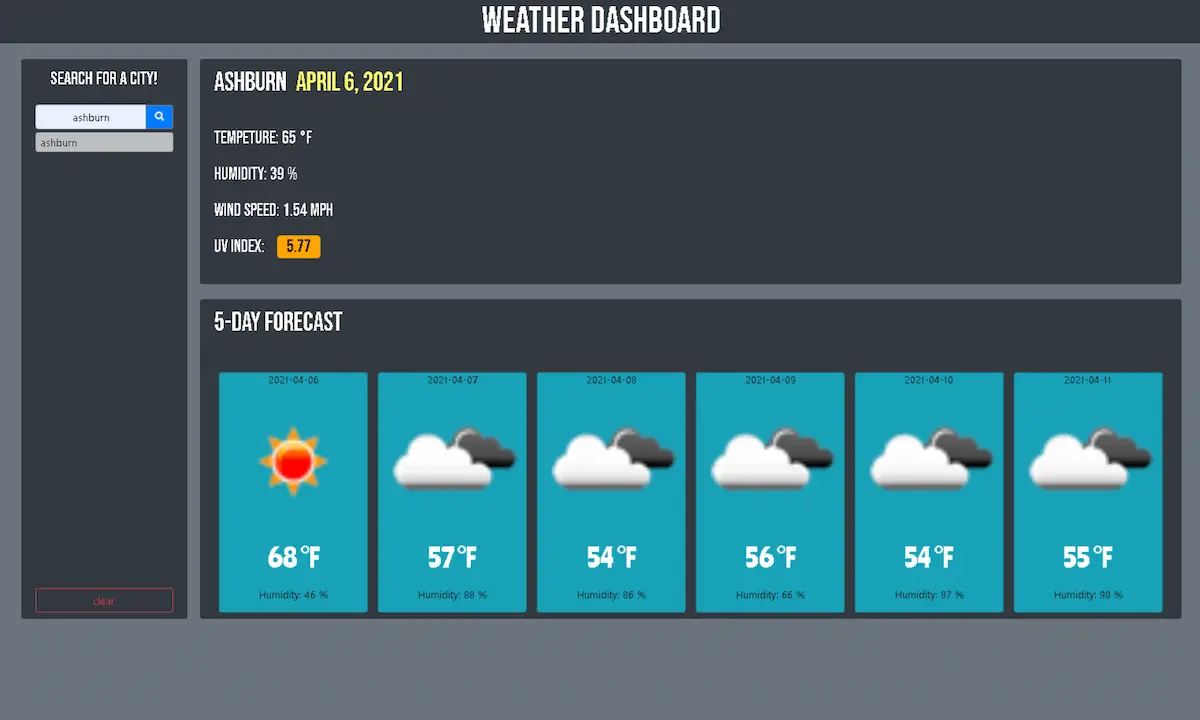 WEATHER DASHBOARD
SEARCH FOR A CITY!
ashburn
ashburn
clear
ASHBURN APRIL 6, 2021
TEMPETURE: 65 °F
HUMIDITY: 39 %
WIND SPEED: 1.54 MPH
UV INDEX: 5.77
5-DAY FORECAST
2021-04-06
68°F
Humidity: 46 %
2021-04-07
57°F
Humidity: 88 %
2021-04-08
54°F
Humidity: 86 %
2021-04-09
56°F
Humidity: 66 %
2021-04-10
54°F
Humidity: 87 %
2021-04-11
55°F
Humidity: 98 %